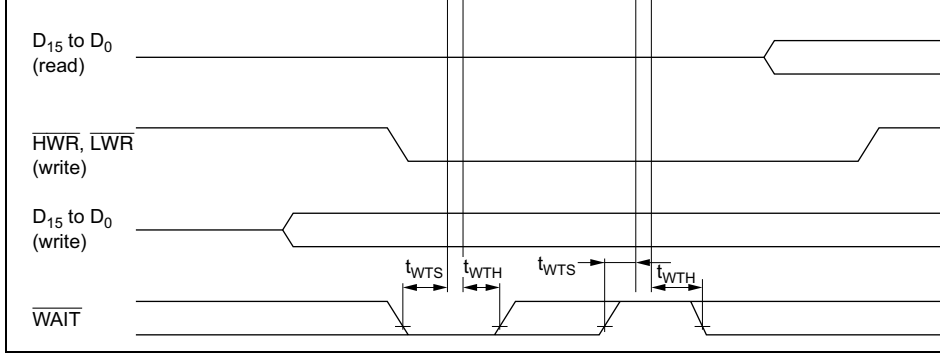 D15 to D0
(read)
HWR, LWR
(write)
D15 to D0
(write)
tWTS tWTH tWTS tWTH
WAIT